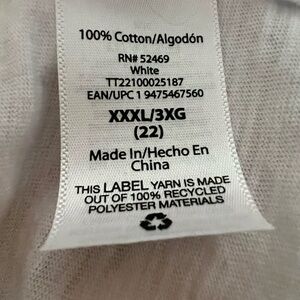 100% Cotton/Algodón
RN# 52469
White
TT22100025187
EAN/UPC 1 9475467560
XXXL/3XG
(22)
Made In/Hecho En
China
THIS LABEL YARN IS MADE
OUT OF 100% RECYCLED
POLYESTER MATERIALS